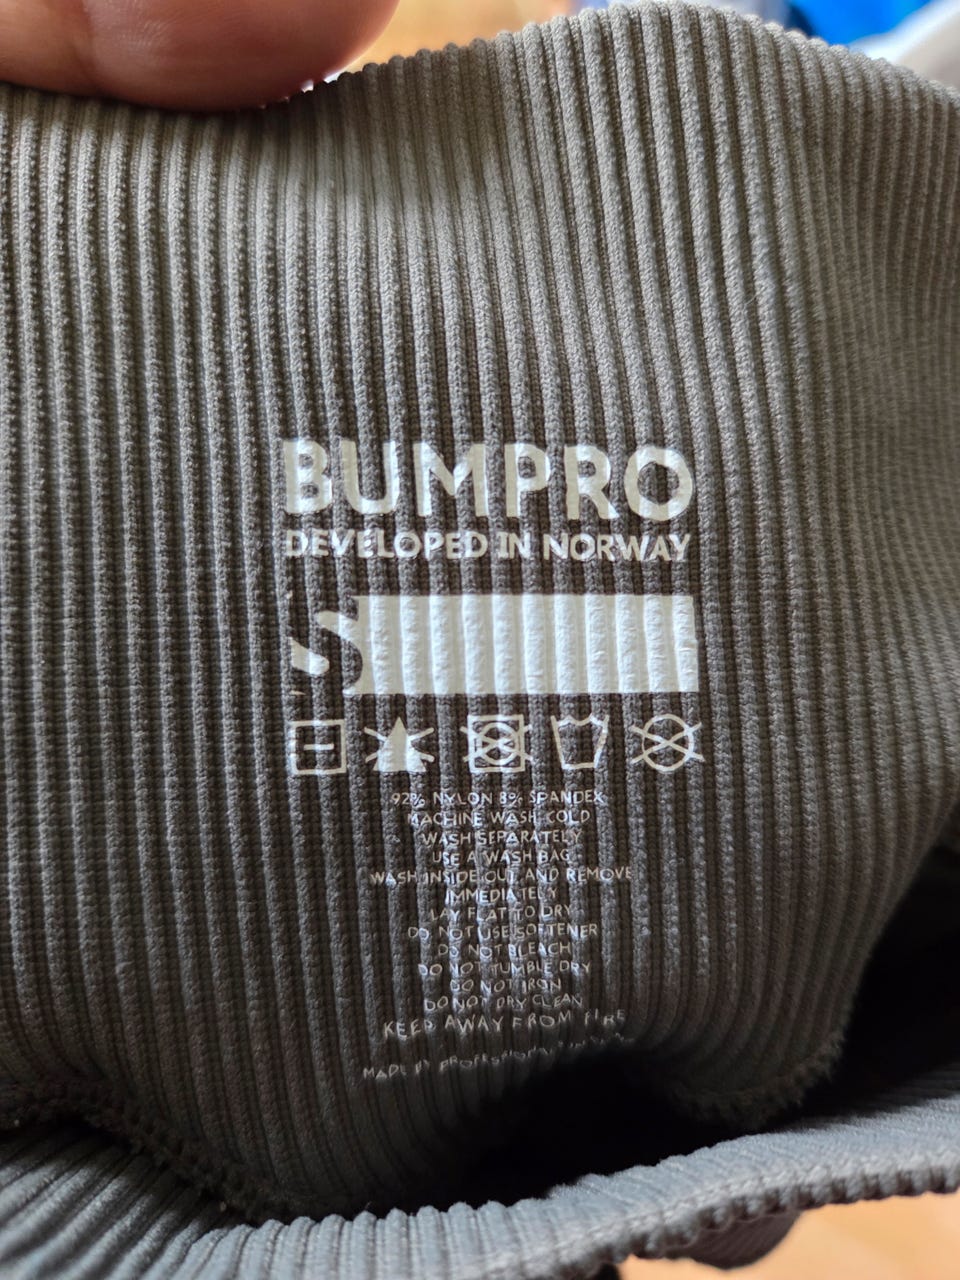 BUMPRO
DEVELOPED IN NORWAY
S
92% NYLON 8% SPANDEX
MACHINE WASH COLD
WASH SEPARATELY
USE A WASH BAG
WASH INSIDE OUT AND REMOVE
IMMEDIATELY
LAY FLAT TO DRY
DO NOT USE SOFTENER
DO NOT BLEACH
DO NOT TUMBLE DRY
DO NOT IRON
DO NOT DRY CLEAN
KEEP AWAY FROM FIRE
MADE BY